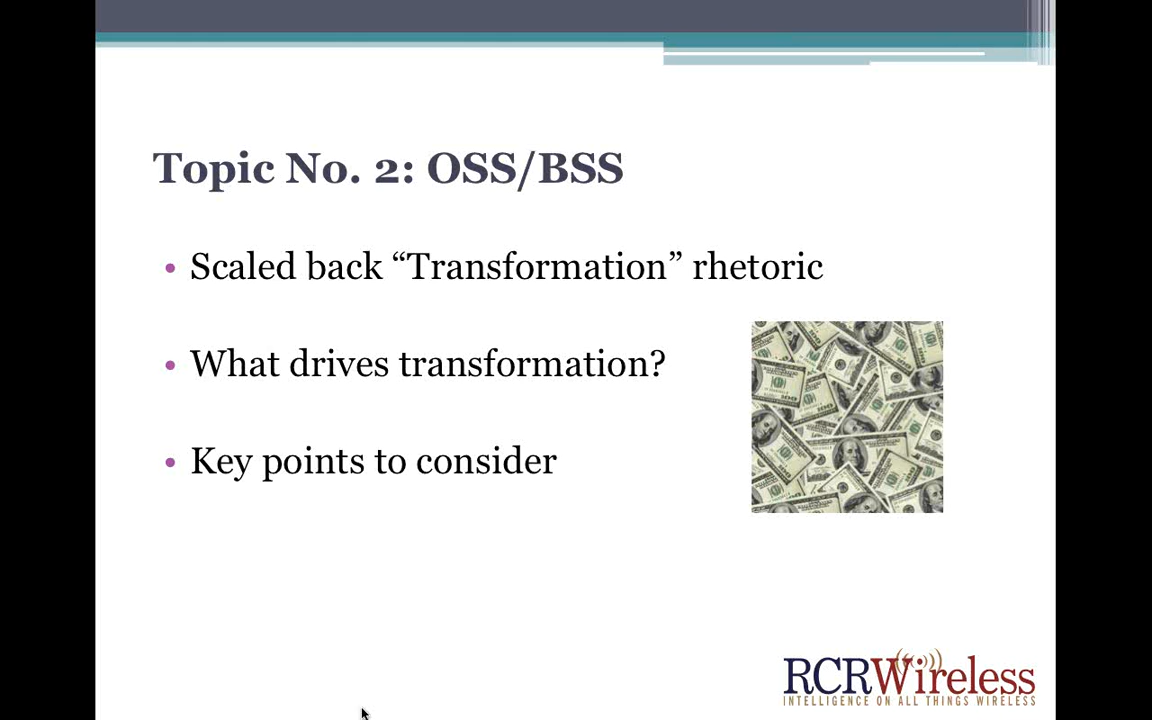 Topic No. 2: OSS/BSS
• Scaled back “Transformation” rhetoric
• What drives transformation?
• Key points to consider
RCRWireless
INTELLIGENCE ON ALL THINGS WIRELESS